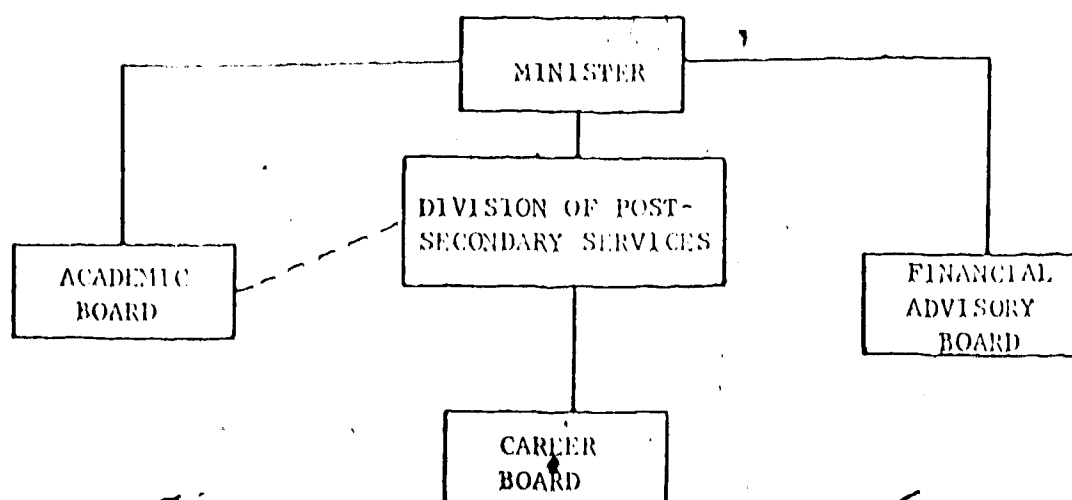 MINISTER
DIVISION OF POST-
SECONDARY SERVICES
ACADEMIC
BOARD
FINANCIAL
ADVISORY
BOARD
CAREER
BOARD